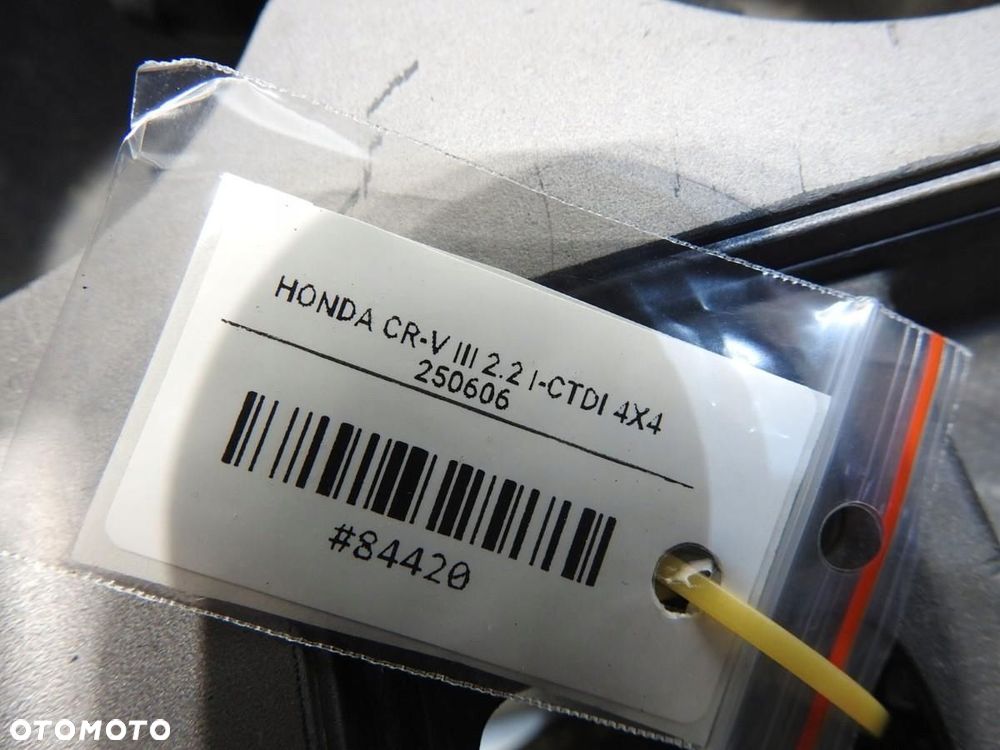 HONDA CR-V III 2.2 I-CTDI 4X4
250606
#84420
OTOMOTO